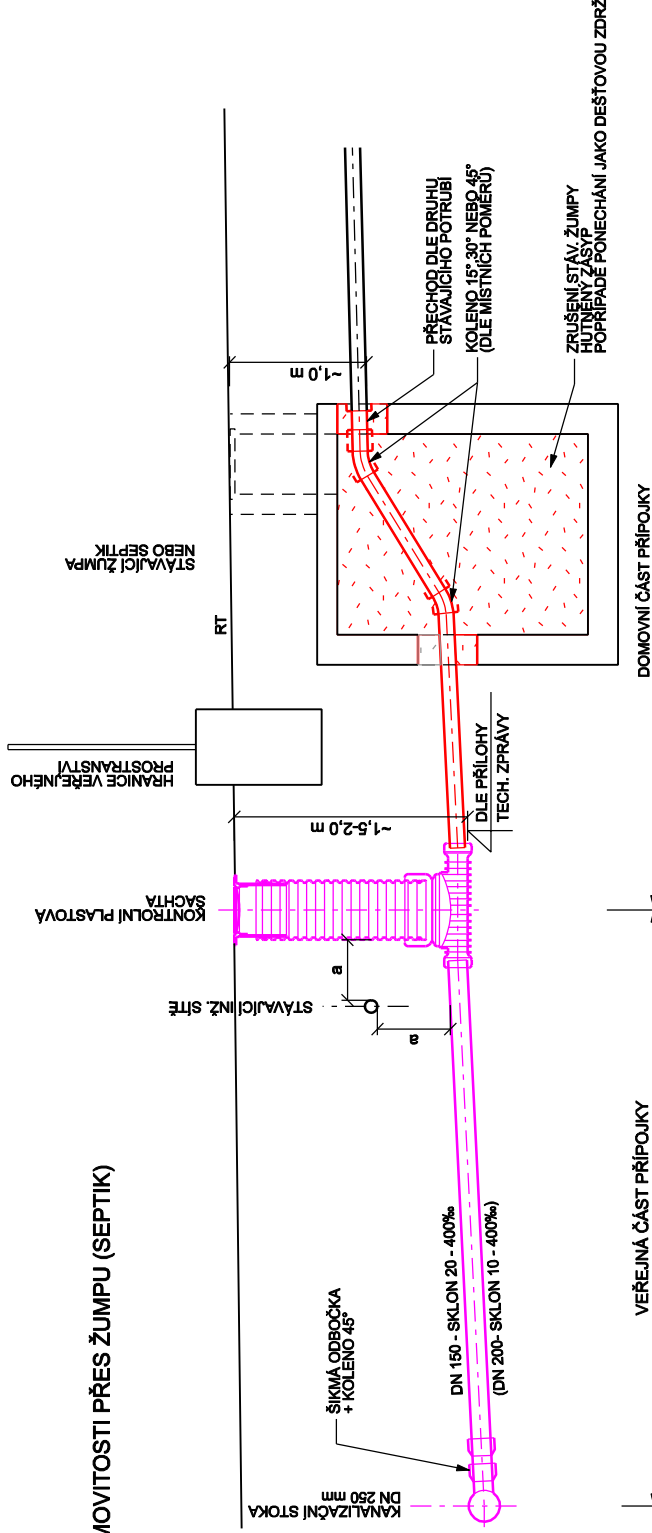 MOVITOSTI PŘES ŽUMPU (SEPTIK)
KANALIZAČNÍ STOKA
DN 250 mm
ŠIKMÁ ODBOČKA
+ KOLENO 45°
DN 150 - SKLON 20 - 400‰
(DN 200- SKLON 10 - 400‰)
VEŘEJNÁ ČÁST PŘÍPOJKY
STÁVAJÍCÍ INŽ. SÍTĚ
a
a
KONTROLNÍ PLASTOVÁ
ŠACHTA
~1,5-2,0 m
HRANICE VEŘEJNÉHO
PROSTRANSTVÍ
DLE PŘÍLOHY
TECH. ZPRÁVY
RT
STÁVAJÍCÍ ŽUMPA
NEBO SEPTIK
DOMOVNÍ ČÁST PŘÍPOJKY
~1,0 m
PŘECHOD DLE DRUHU
STÁVAJÍCÍHO POTRUBÍ
KOLENO 15°,30° NEBO 45°
(DLE MÍSTNÍCH POMĚRŮ)
ZRUŠENÍ STÁV. ŽUMPY
HUTNĚNÝ ZÁSYP
POPŘÍPADĚ PONECHÁNÍ JAKO DEŠŤOVOU ZDRŽ